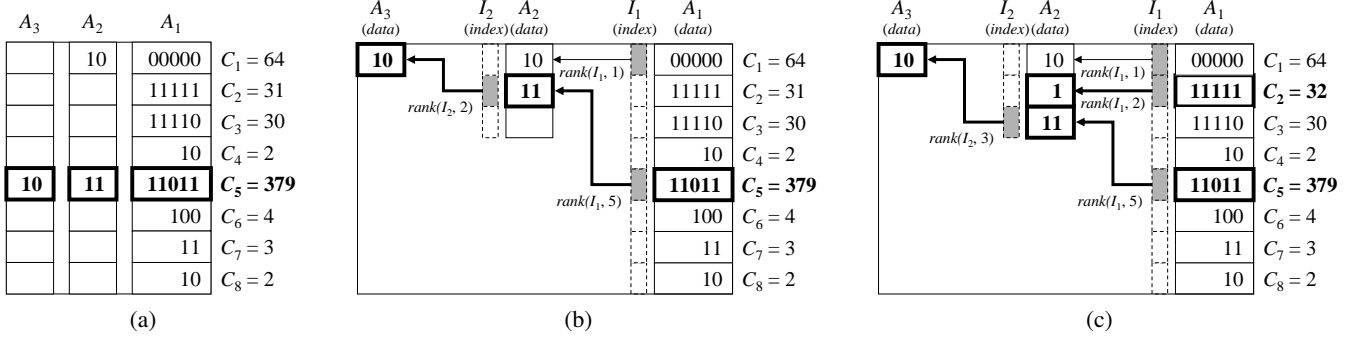 A3 A2 A1
10 00000 C1 = 64
11111 C2 = 31
11110 C3 = 30
10 C4 = 2
10 11 11011 C5 = 379
100 C6 = 4
11 C7 = 3
10 C8 = 2
(a)
A3 I2 A2 I1 A1
(data) (index) (data) (index) (data)
10 10 rank(I1, 1) 00000 C1 = 64
rank(I2, 2) 11 11111 C2 = 31
11110 C3 = 30
10 C4 = 2
rank(I1, 5) 11011 C5 = 379
100 C6 = 4
11 C7 = 3
10 C8 = 2
(b)
A3 I2 A2 I1 A1
(data) (index) (data) (index) (data)
10 10 rank(I1, 1) 00000 C1 = 64
1 rank(I1, 2) 11111 C2 = 32
rank(I2, 3) 11 11110 C3 = 30
10 C4 = 2
rank(I1, 5) 11011 C5 = 379
100 C6 = 4
11 C7 = 3
10 C8 = 2
(c)